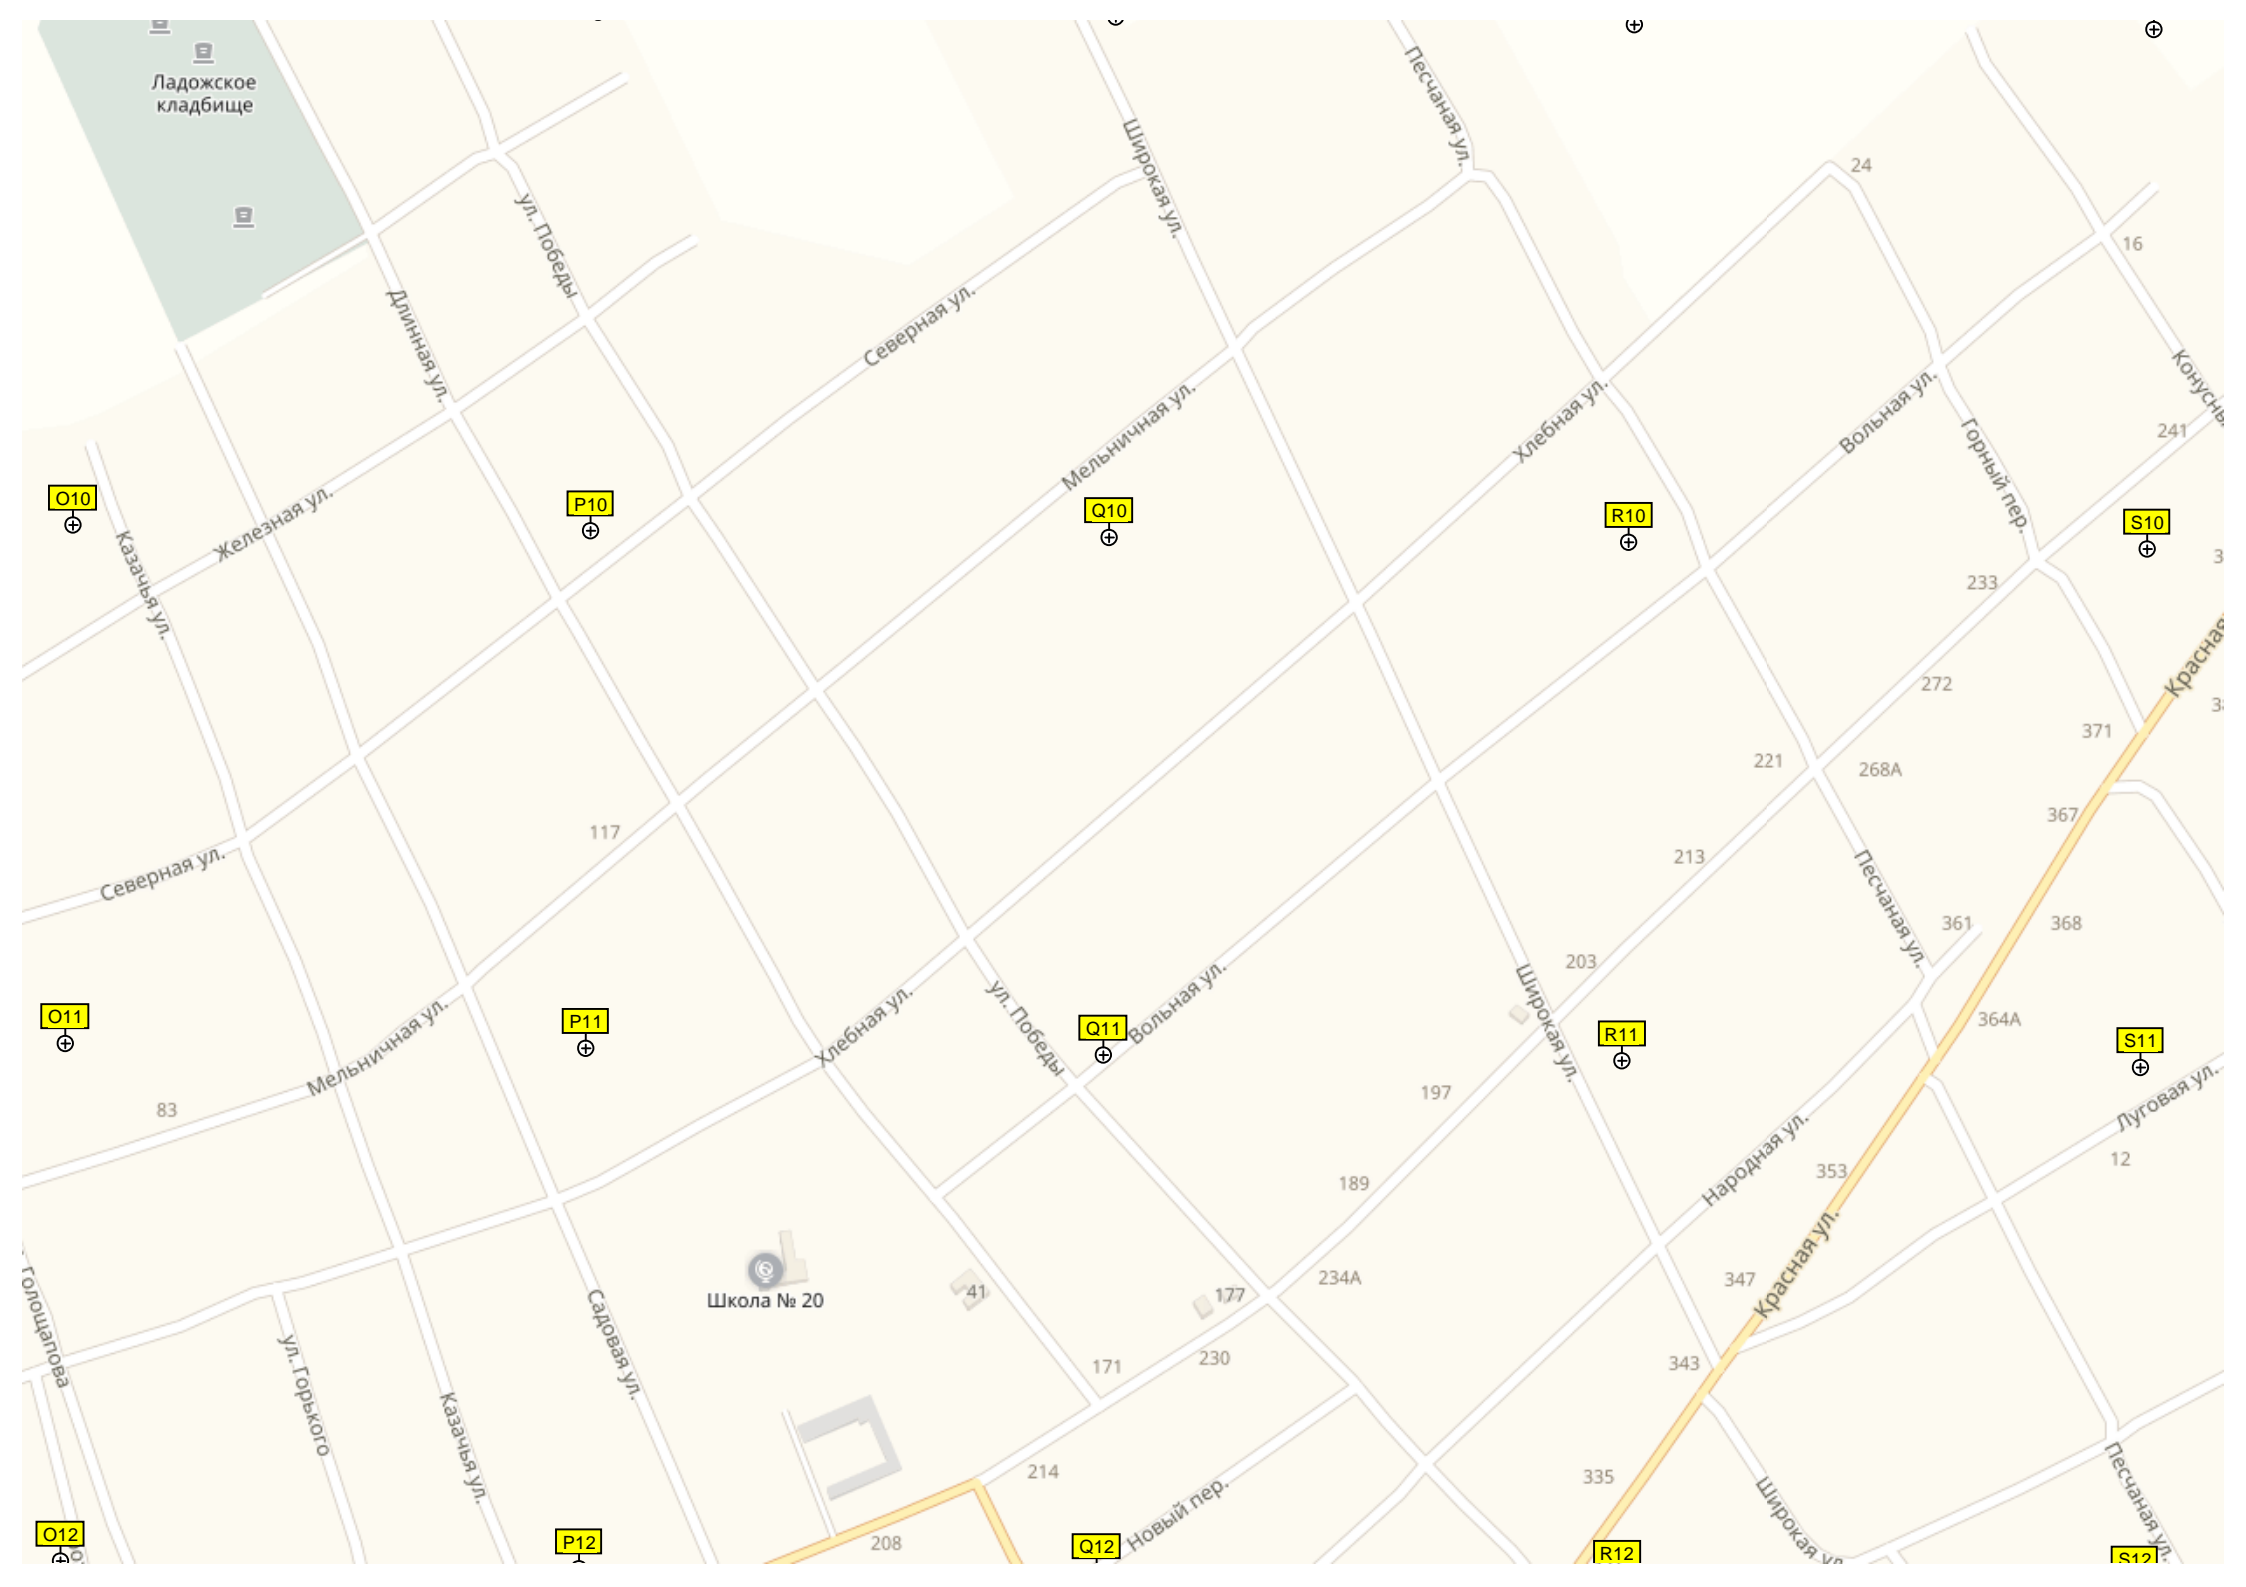 Ладожское
кладбище
Песчаная ул.
Широкая ул.
24
ул. Победы
16
Длинная ул.
Северная ул.
Конусны
Мельничная ул.
Хлебная ул.
Вольная ул.
241
Горный пер.
O10
P10
Q10
R10
S10
Железная ул.
Казачья ул.
233
Красная
272
371
221
268А
367
117
213
Северная ул.
Песчаная ул.
361
368
203
Широкая ул.
Хлебная ул.
ул. Победы
Вольная ул.
O11
P11
Q11
R11
S11
364А
Мельничная ул.
83
197
Луговая ул.
Народная ул.
12
353
189
Голощапова
Школа № 20
41
177
234А
347
Красная ул.
Садовая ул.
ул. Горького
171
230
343
Казачья ул.
214
335
Новый пер.
Широкая ул
Песчаная ул.
208
O12
P12
Q12
R12
S12